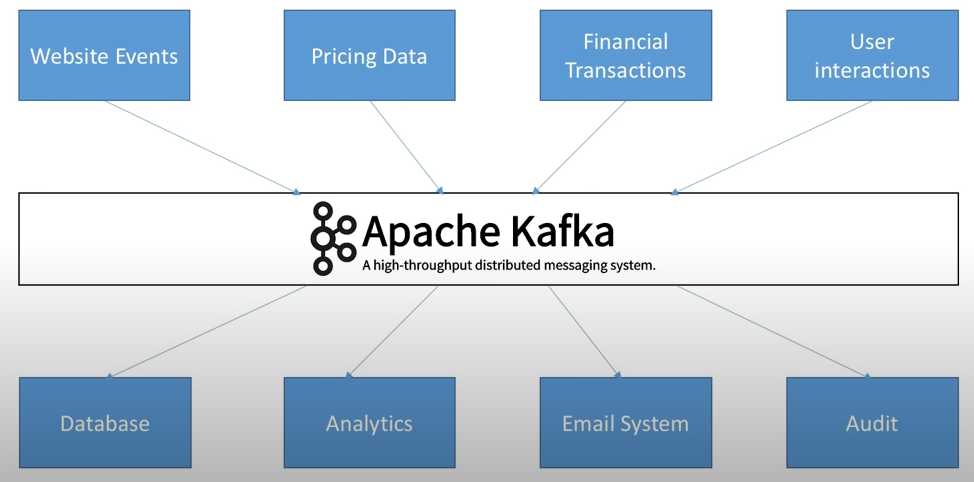 Website Events
Pricing Data
Financial
Transactions
User
interactions
Apache Kafka
A high-throughput distributed messaging system.
Database
Analytics
Email System
Audit